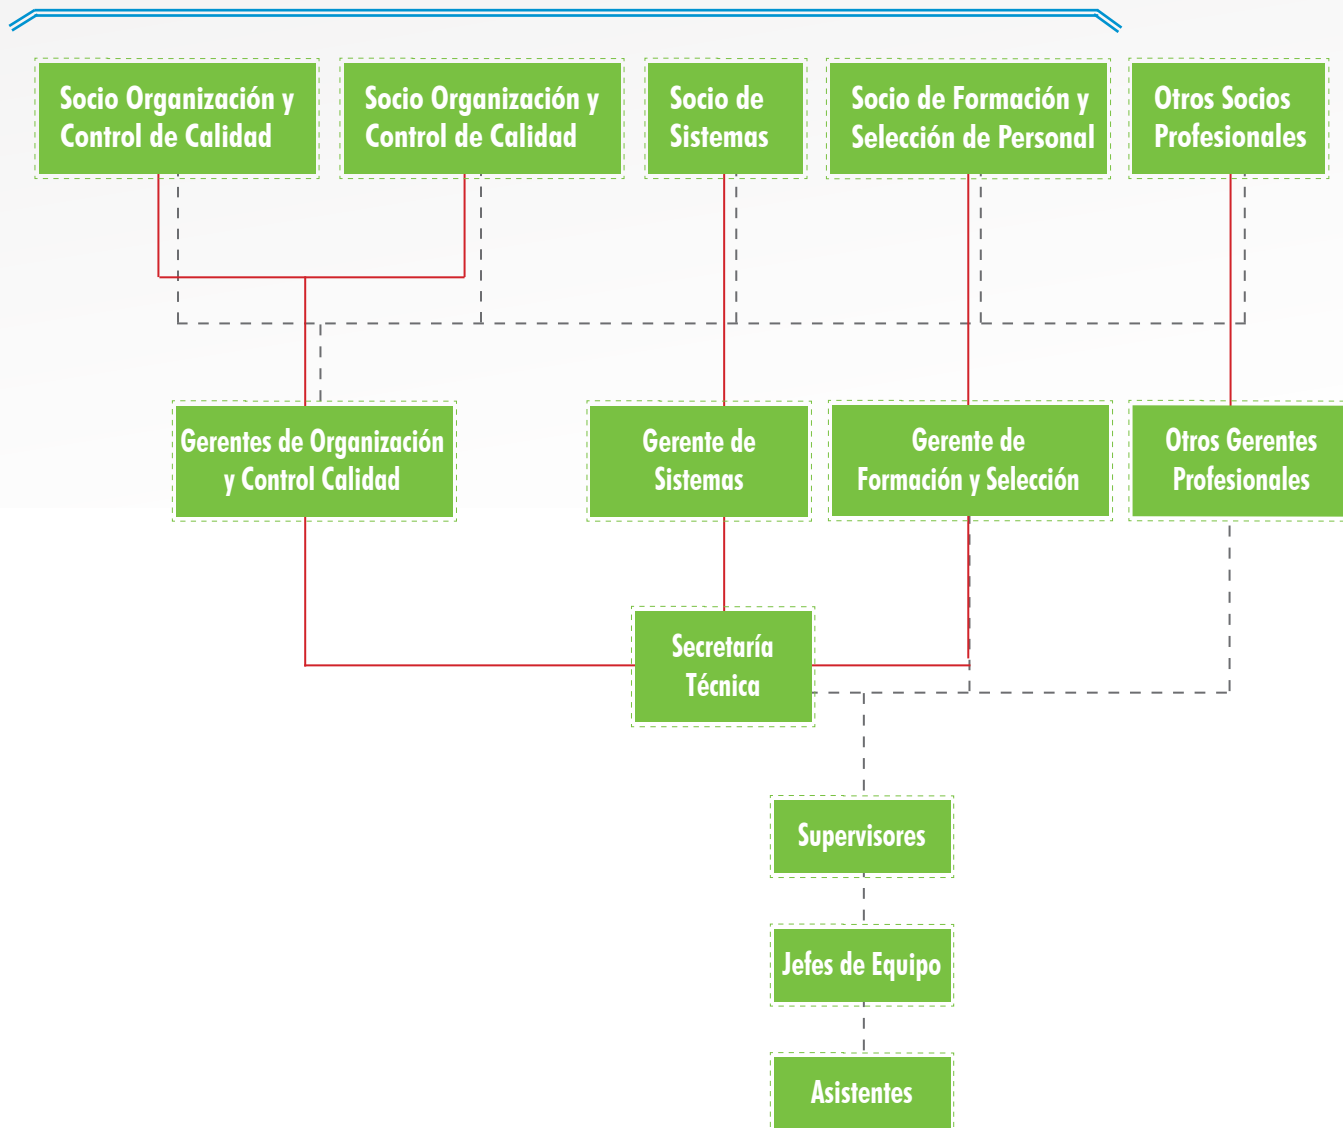 Socio Organización y
Control de Calidad
Socio Organización y
Control de Calidad
Socio de
Sistemas
Socio de Formación y
Selección de Personal
Otros Socios
Profesionales
Gerentes de Organización
y Control Calidad
Gerente de
Sistemas
Gerente de
Formación y Selección
Otros Gerentes
Profesionales
Secretaría
Técnica
Supervisores
Jefes de Equipo
Asistentes